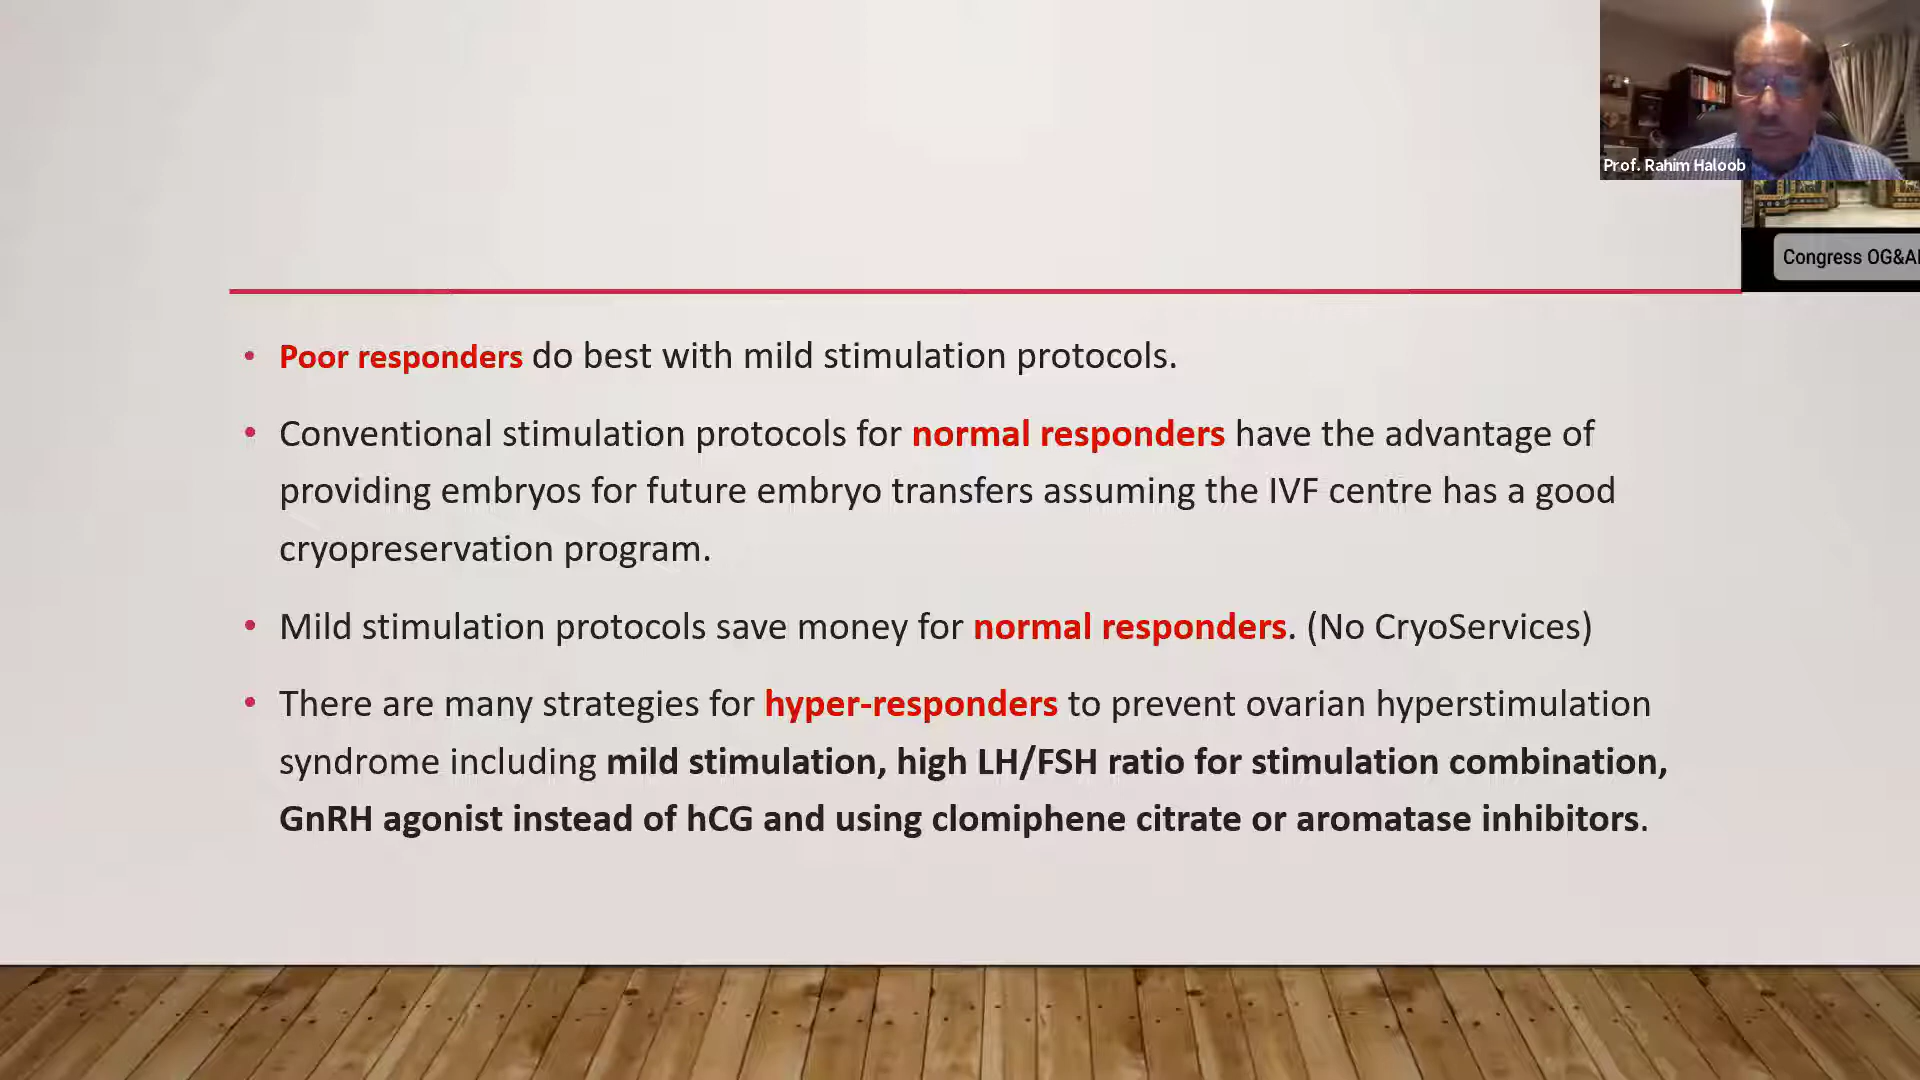 Prof. Rahim Haloob
Congress OG&A
• Poor responders do best with mild stimulation protocols.
• Conventional stimulation protocols for normal responders have the advantage of
providing embryos for future embryo transfers assuming the IVF centre has a good
cryopreservation program.
• Mild stimulation protocols save money for normal responders. (No CryoServices)
• There are many strategies for hyper-responders to prevent ovarian hyperstimulation
syndrome including mild stimulation, high LH/FSH ratio for stimulation combination,
GnRH agonist instead of hCG and using clomiphene citrate or aromatase inhibitors.